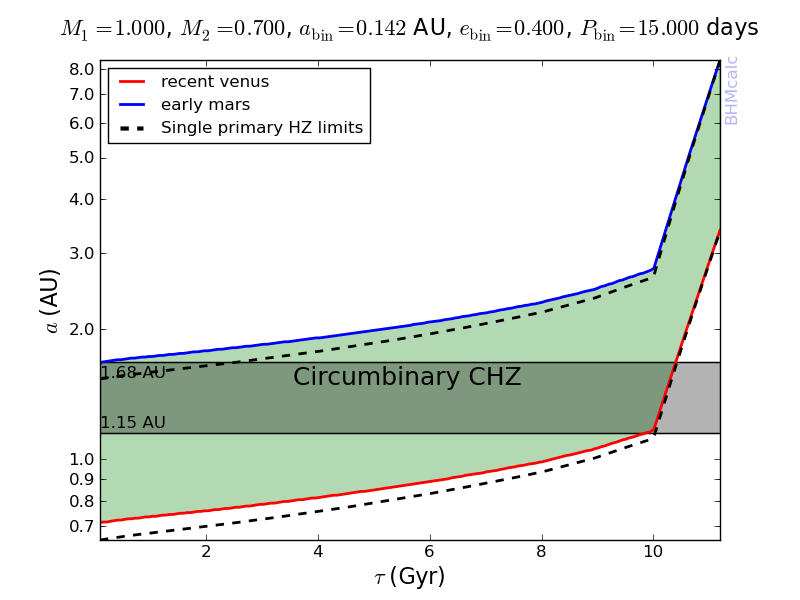 M₁ =1.000, M₂ =0.700, a_bin=0.142 AU, e_bin=0.400, P_bin=15.000 days
recent venus
early mars
Single primary HZ limits
BHMcalc
8.0
7.0
6.0
5.0
4.0
3.0
2.0
1.0
0.9
0.8
0.7
a (AU)
1.68 AU
Circumbinary CHZ
1.15 AU
2
4
6
8
10
τ (Gyr)